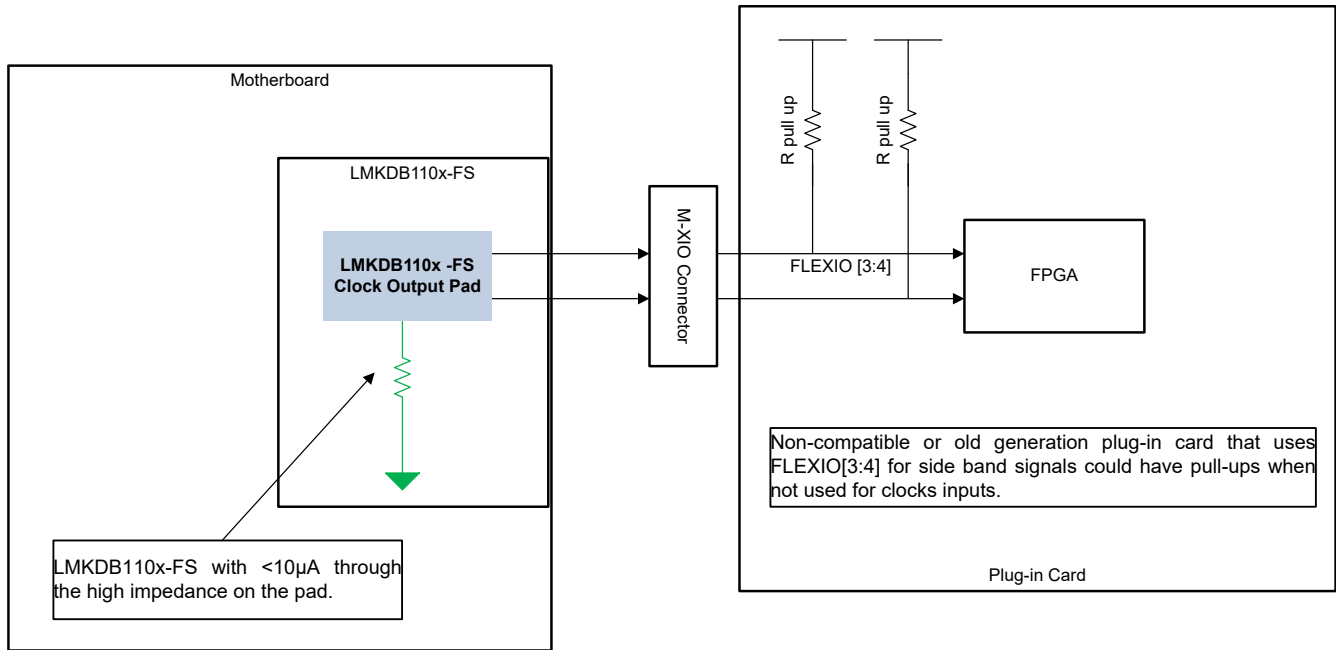 Motherboard
LMKDB110x-FS
LMKDB110x -FS
Clock Output Pad
LMKDB110x-FS with <10µA through
the high impedance on the pad.
M-XIO Connector
R pull up
R pull up
FLEXIO [3:4]
FPGA
Non-compatible or old generation plug-in card that uses
FLEXIO[3:4] for side band signals could have pull-ups when
not used for clocks inputs.
Plug-in Card